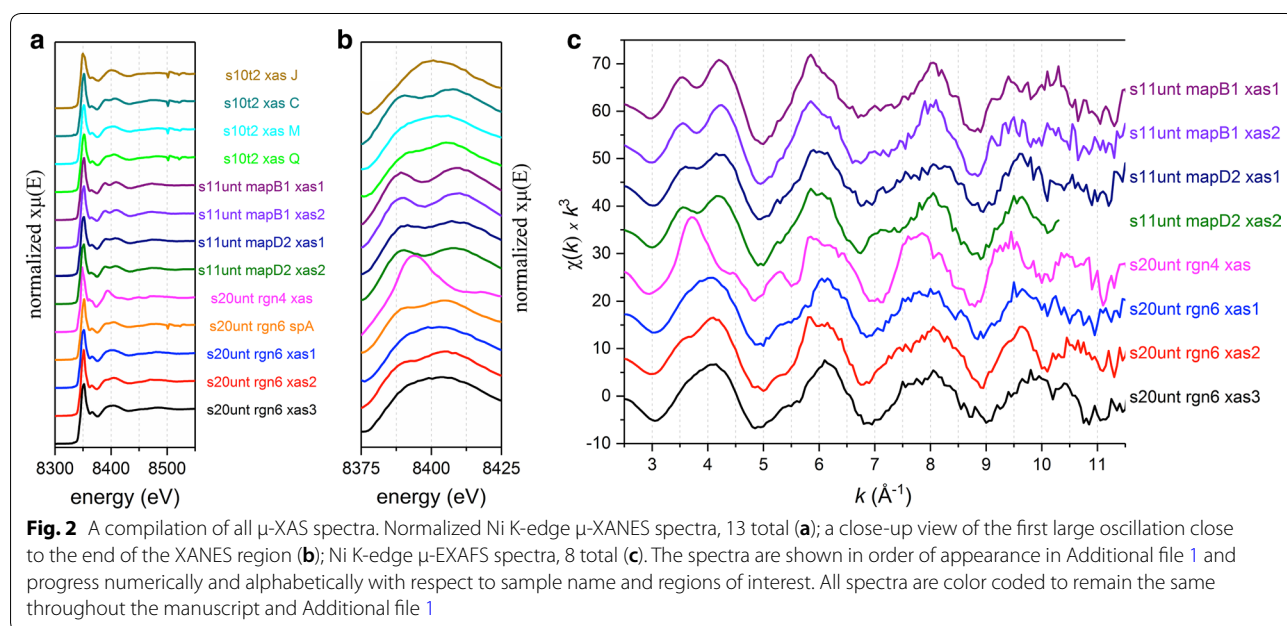 a
b
c
normalized xμ(E)
s10t2 xas J
s10t2 xas C
s10t2 xas M
s10t2 xas Q
s11unt mapB1 xas1
s11unt mapB1 xas2
s11unt mapD2 xas1
s11unt mapD2 xas2
s20unt rgn4 xas
s20unt rgn6 spA
s20unt rgn6 xas1
s20unt rgn6 xas2
s20unt rgn6 xas3
8300 8400 8500
energy (eV)
normalized xμ(E)
8375 8400 8425
energy (eV)
χ(k) x k³
70
60
50
40
30
20
10
0
-10
3 4 5 6 7 8 9 10 11
k (Å⁻¹)
s11unt mapB1 xas1
s11unt mapB1 xas2
s11unt mapD2 xas1
s11unt mapD2 xas2
s20unt rgn4 xas
s20unt rgn6 xas1
s20unt rgn6 xas2
s20unt rgn6 xas3
Fig. 2 A compilation of all μ-XAS spectra. Normalized Ni K-edge μ-XANES spectra, 13 total (a); a close-up view of the first large oscillation close
to the end of the XANES region (b); Ni K-edge μ-EXAFS spectra, 8 total (c). The spectra are shown in order of appearance in Additional file 1 and
progress numerically and alphabetically with respect to sample name and regions of interest. All spectra are color coded to remain the same
throughout the manuscript and Additional file 1